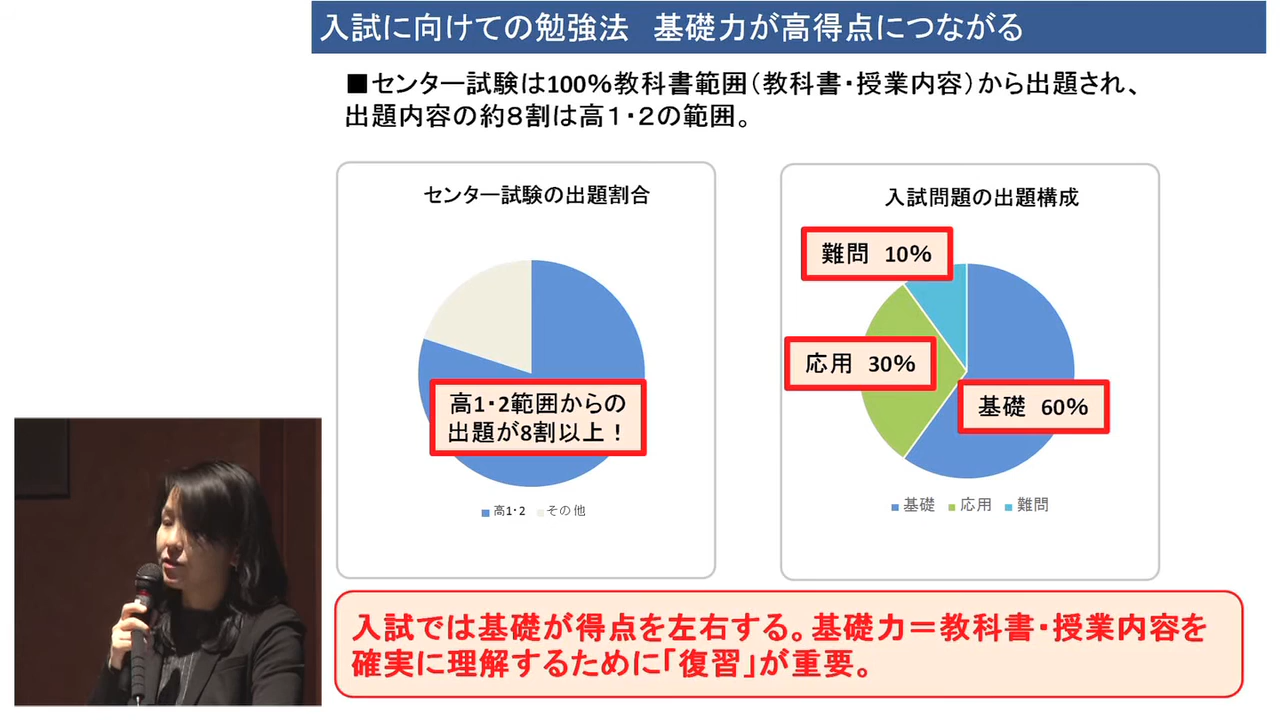 入試に向けての勉強法　基礎力が高得点につながる
■センター試験は100％教科書範囲（教科書・授業内容）から出題され、
出題内容の約８割は高１・２の範囲。
センター試験の出題割合
高1・2範囲からの
出題が8割以上！
高1・2　その他
入試問題の出題構成
難問　10％
応用　30％
基礎　60％
基礎　応用　難問
入試では基礎が得点を左右する。基礎力＝教科書・授業内容を
確実に理解するために「復習」が重要。